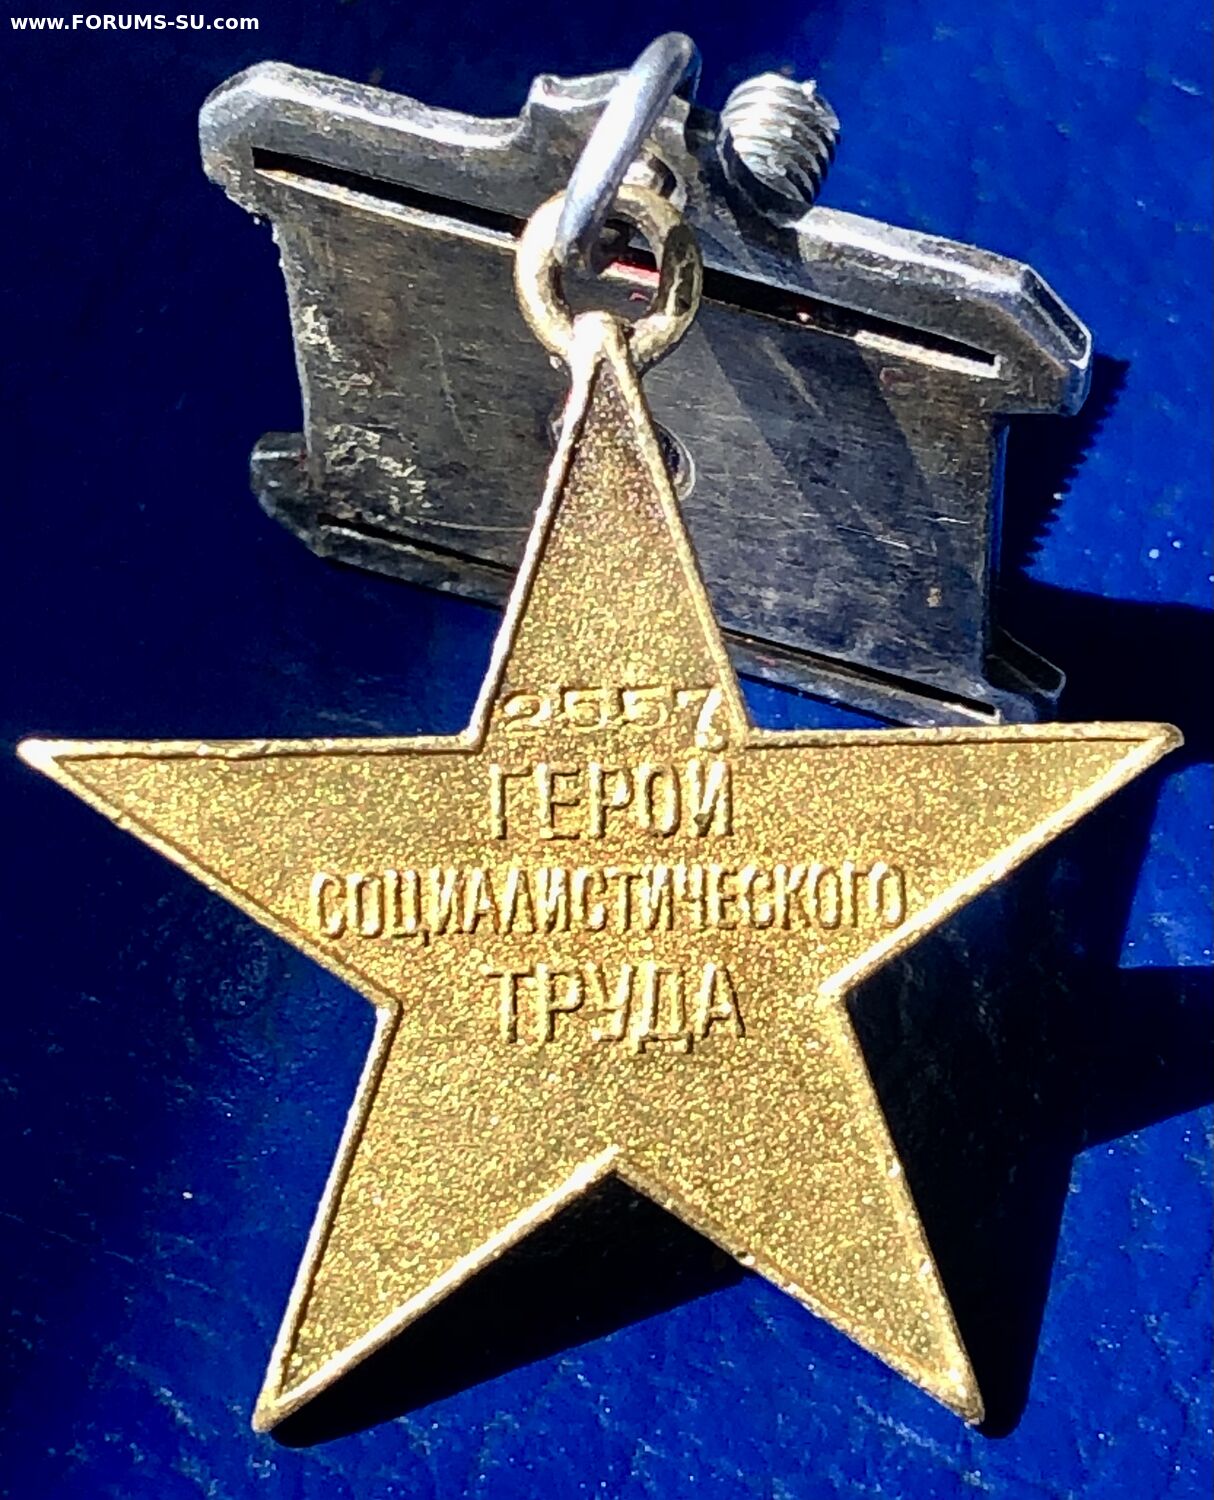 www.FORUMS-SU.com
2557
ГЕРОЙ
СОЦИАЛИСТИЧЕСКОГО
ТРУДА